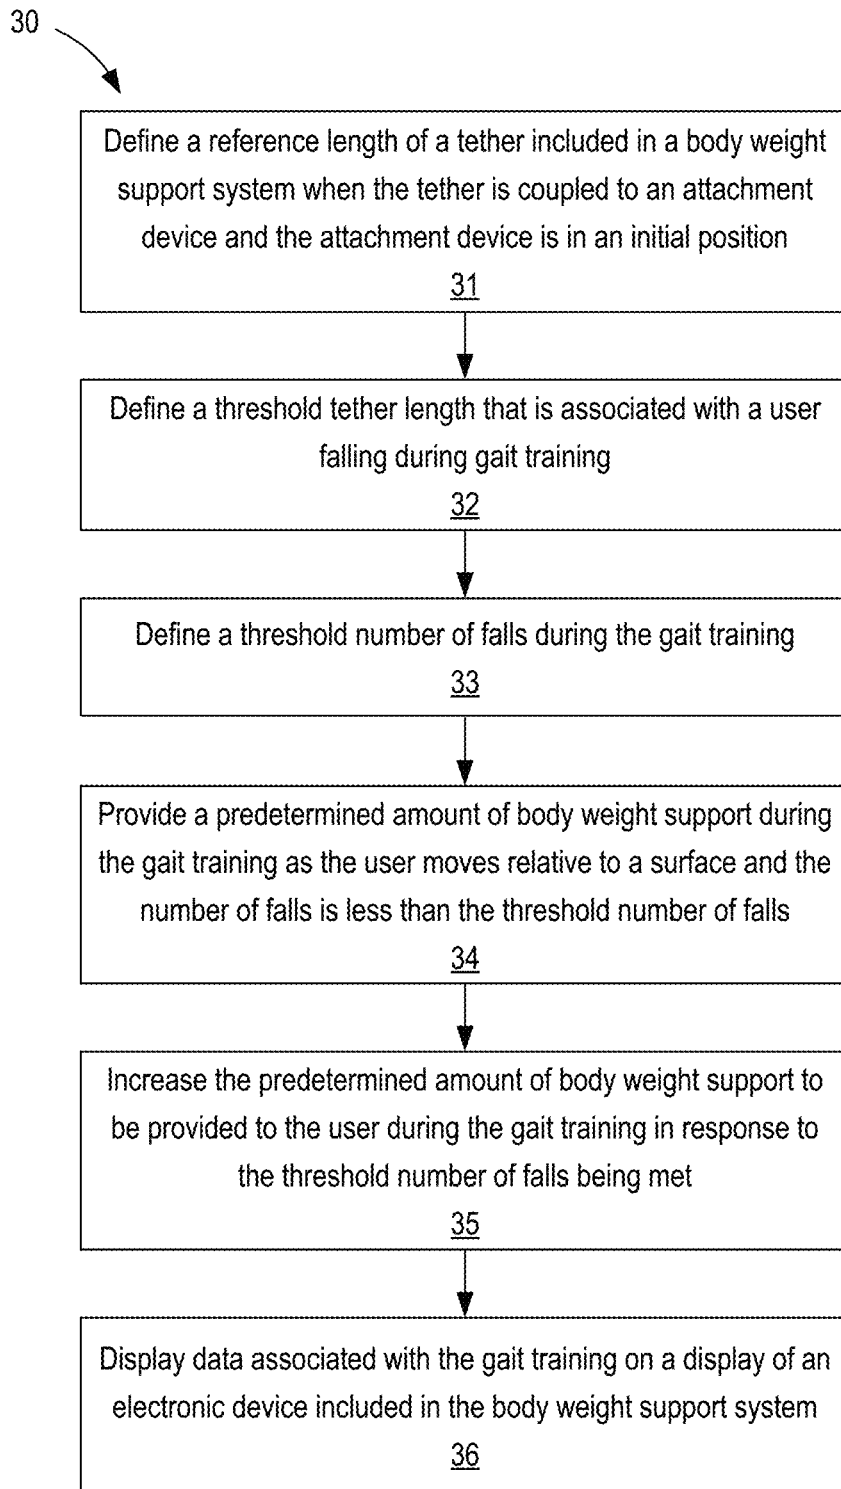 30
Define a reference length of a tether included in a body weight
support system when the tether is coupled to an attachment
device and the attachment device is in an initial position
31
Define a threshold tether length that is associated with a user
falling during gait training
32
Define a threshold number of falls during the gait training
33
Provide a predetermined amount of body weight support during
the gait training as the user moves relative to a surface and the
number of falls is less than the threshold number of falls
34
Increase the predetermined amount of body weight support to
be provided to the user during the gait training in response to
the threshold number of falls being met
35
Display data associated with the gait training on a display of an
electronic device included in the body weight support system
36